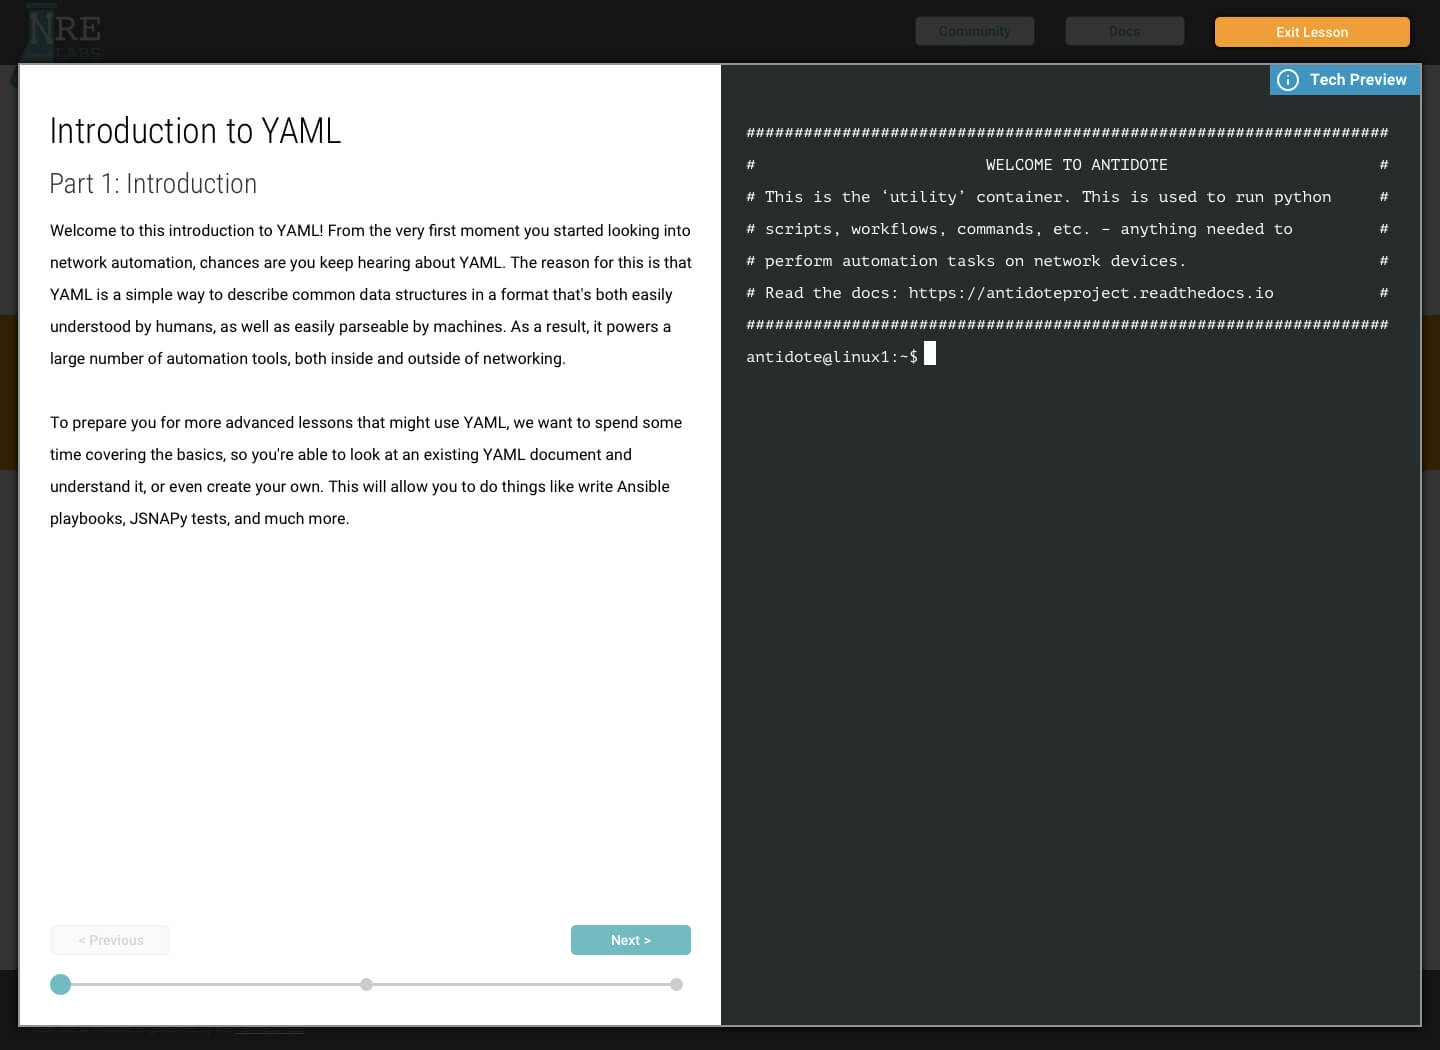 NRE
LABS
Community
Docs
Exit Lesson
Tech Preview
Introduction to YAML
Part 1: Introduction
Welcome to this introduction to YAML! From the very first moment you started looking into
network automation, chances are you keep hearing about YAML. The reason for this is that
YAML is a simple way to describe common data structures in a format that's both easily
understood by humans, as well as easily parseable by machines. As a result, it powers a
large number of automation tools, both inside and outside of networking.
To prepare you for more advanced lessons that might use YAML, we want to spend some
time covering the basics, so you're able to look at an existing YAML document and
understand it, or even create your own. This will allow you to do things like write Ansible
playbooks, JSNAPy tests, and much more.
< Previous
Next >
###################################################################
# WELCOME TO ANTIDOTE #
# This is the ‘utility’ container. This is used to run python #
# scripts, workflows, commands, etc. – anything needed to #
# perform automation tasks on network devices. #
# Read the docs: https://antidoteproject.readthedocs.io #
###################################################################
antidote@linux1:~$